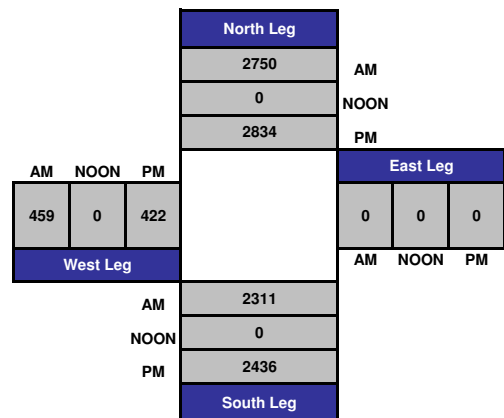 North Leg
2750 AM
0 NOON
2834 PM
AM NOON PM East Leg
459 0 422 0 0 0
West Leg AM NOON PM
AM 2311
NOON 0
PM 2436
South Leg